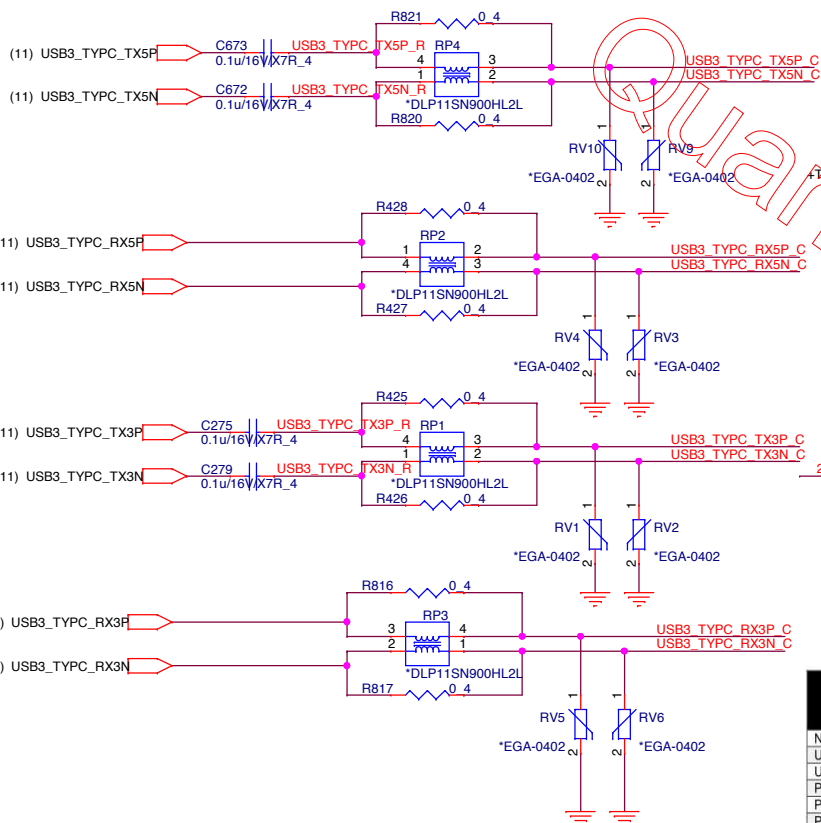 R821 0_4
(11) USB3_TYPC_TX5P C673 USB3_TYPC_TX5P_R RP4
0.1u/16V/X7R_4 4 3 USB3_TYPC_TX5P_C
1 2 USB3_TYPC_TX5N_C
(11) USB3_TYPC_TX5N C672 USB3_TYPC_TX5N_R
0.1u/16V/X7R_4 *DLP11SN900HL2L
R820 0_4
1 1
RV10 RV9
*EGA-0402 2 2 *EGA-0402
R428 0_4
11) USB3_TYPC_RX5P RP2
1 2 USB3_TYPC_RX5P_C
4 3 USB3_TYPC_RX5N_C
11) USB3_TYPC_RX5N *DLP11SN900HL2L
R427 0_4
1 1
RV4 RV3
*EGA-0402 2 2 *EGA-0402
R425 0_4
11) USB3_TYPC_TX3P C275 USB3_TYPC_TX3P_R RP1
0.1u/16V/X7R_4 4 3 USB3_TYPC_TX3P_C
1 2 USB3_TYPC_TX3N_C
11) USB3_TYPC_TX3N C279 USB3_TYPC_TX3N_R 2
0.1u/16V/X7R_4 *DLP11SN900HL2L
R426 0_4
1 1
RV1 RV2
*EGA-0402 2 2 *EGA-0402
R816 0_4
) USB3_TYPC_RX3P RP3
3 4 USB3_TYPC_RX3P_C
2 1 USB3_TYPC_RX3N_C
) USB3_TYPC_RX3N *DLP11SN900HL2L
R817 0_4
1 1
RV5 RV6
*EGA-0402 2 2 *EGA-0402
N
U
U
P
P
P